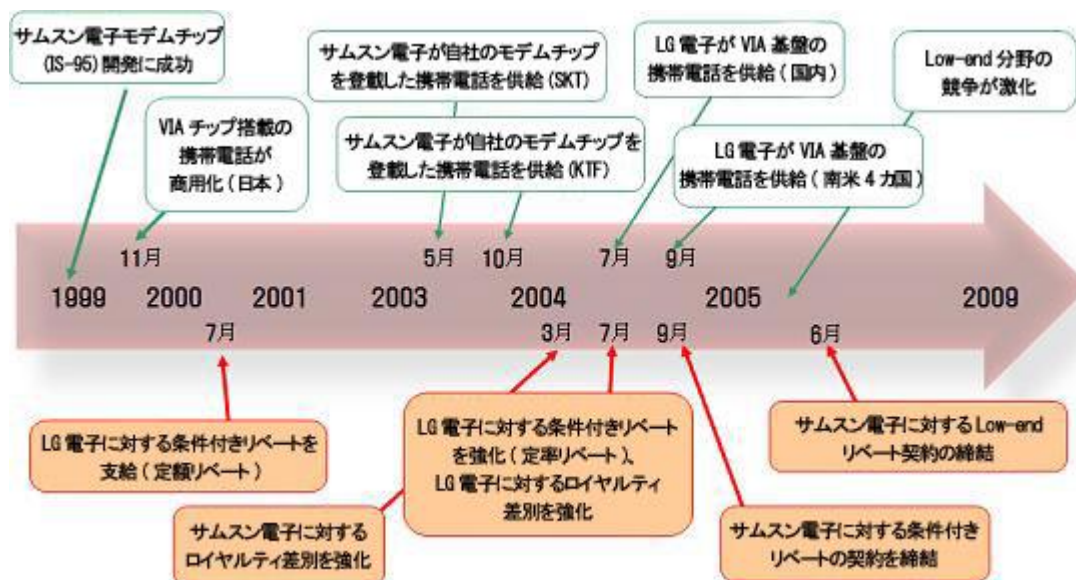 サムスン電子モデムチップ
(IS-95)開発に成功
VIA チップ搭載の
携帯電話が
商用化(日本)
サムスン電子が自社のモデムチップ
を登載した携帯電話を供給(SKT)
サムスン電子が自社のモデムチップを
登載した携帯電話を供給(KTF)
LG 電子が VIA 基盤の
携帯電話を供給(国内)
LG 電子が VIA 基盤の
携帯電話を供給(南米 4 カ国)
Low-end 分野の
競争が激化
11月
5月
10月
7月
9月
1999
2000
2001
2003
2004
2005
2009
7月
3月
7月
9月
6月
LG 電子に対する条件付きリベートを
支給(定額リベート)
サムスン電子に対する
ロイヤルティ差別を強化
LG 電子に対する条件付きリベート
を強化(定率リベート)、
LG 電子に対するロイヤルティ
差別を強化
サムスン電子に対する条件付き
リベートの契約を締結
サムスン電子に対する Low-end
リベート契約の締結